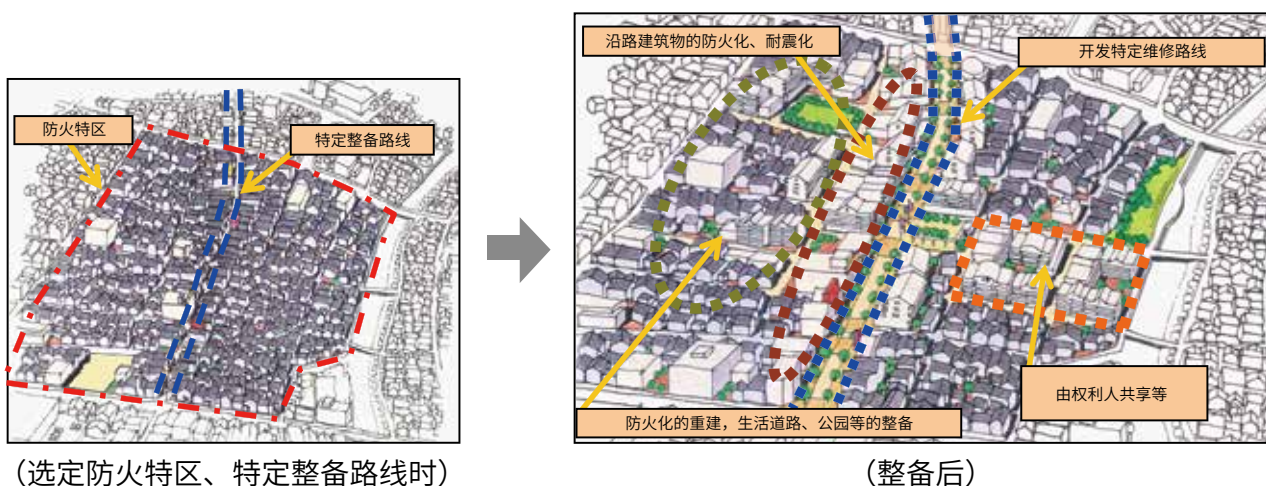 防火特区
特定整备路线
(选定防火特区、特定整备路线时)
沿路建筑物的防火化、耐震化
开发特定维修路线
防火化的重建，生活道路、公园等的整备
由权利人共享等
(整备后)